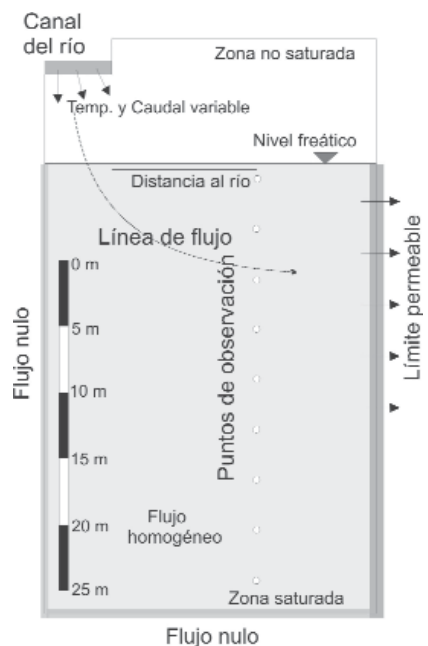 Canal
del río
Zona no saturada
Temp. y Caudal variable
Nivel freático
Distancia al río
Línea de flujo
0 m
5 m
10 m
15 m
20 m
25 m
Puntos de observación
Flujo nulo
Límite permeable
Flujo
homogéneo
Zona saturada
Flujo nulo